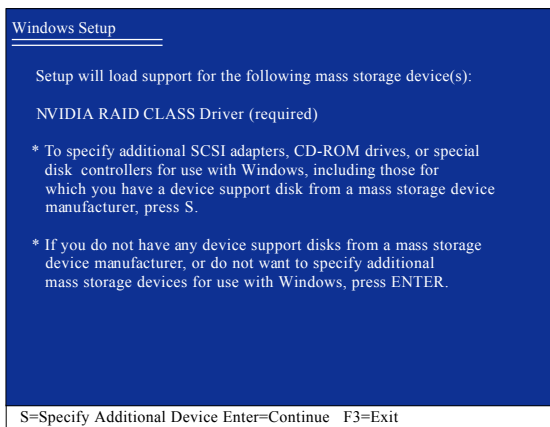 Windows Setup
Setup will load support for the following mass storage device(s):
NVIDIA RAID CLASS Driver (required)
* To specify additional SCSI adapters, CD-ROM drives, or special
disk controllers for use with Windows, including those for
which you have a device support disk from a mass storage device
manufacturer, press S.
* If you do not have any device support disks from a mass storage
device manufacturer, or do not want to specify additional
mass storage devices for use with Windows, press ENTER.
S=Specify Additional Device Enter=Continue F3=Exit